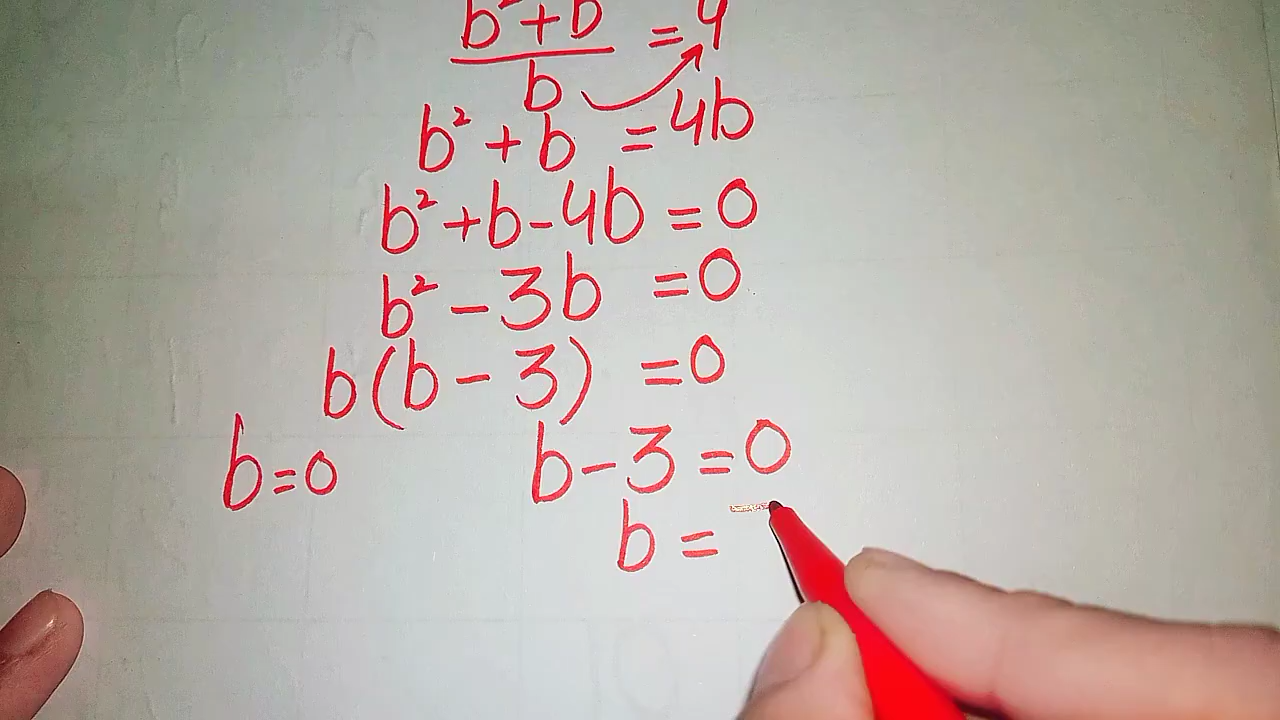 b² + b
―――― = 4
b
b² + b = 4b
b² + b - 4b = 0
b² - 3b = 0
b(b - 3) = 0
b = 0 b - 3 = 0
b =